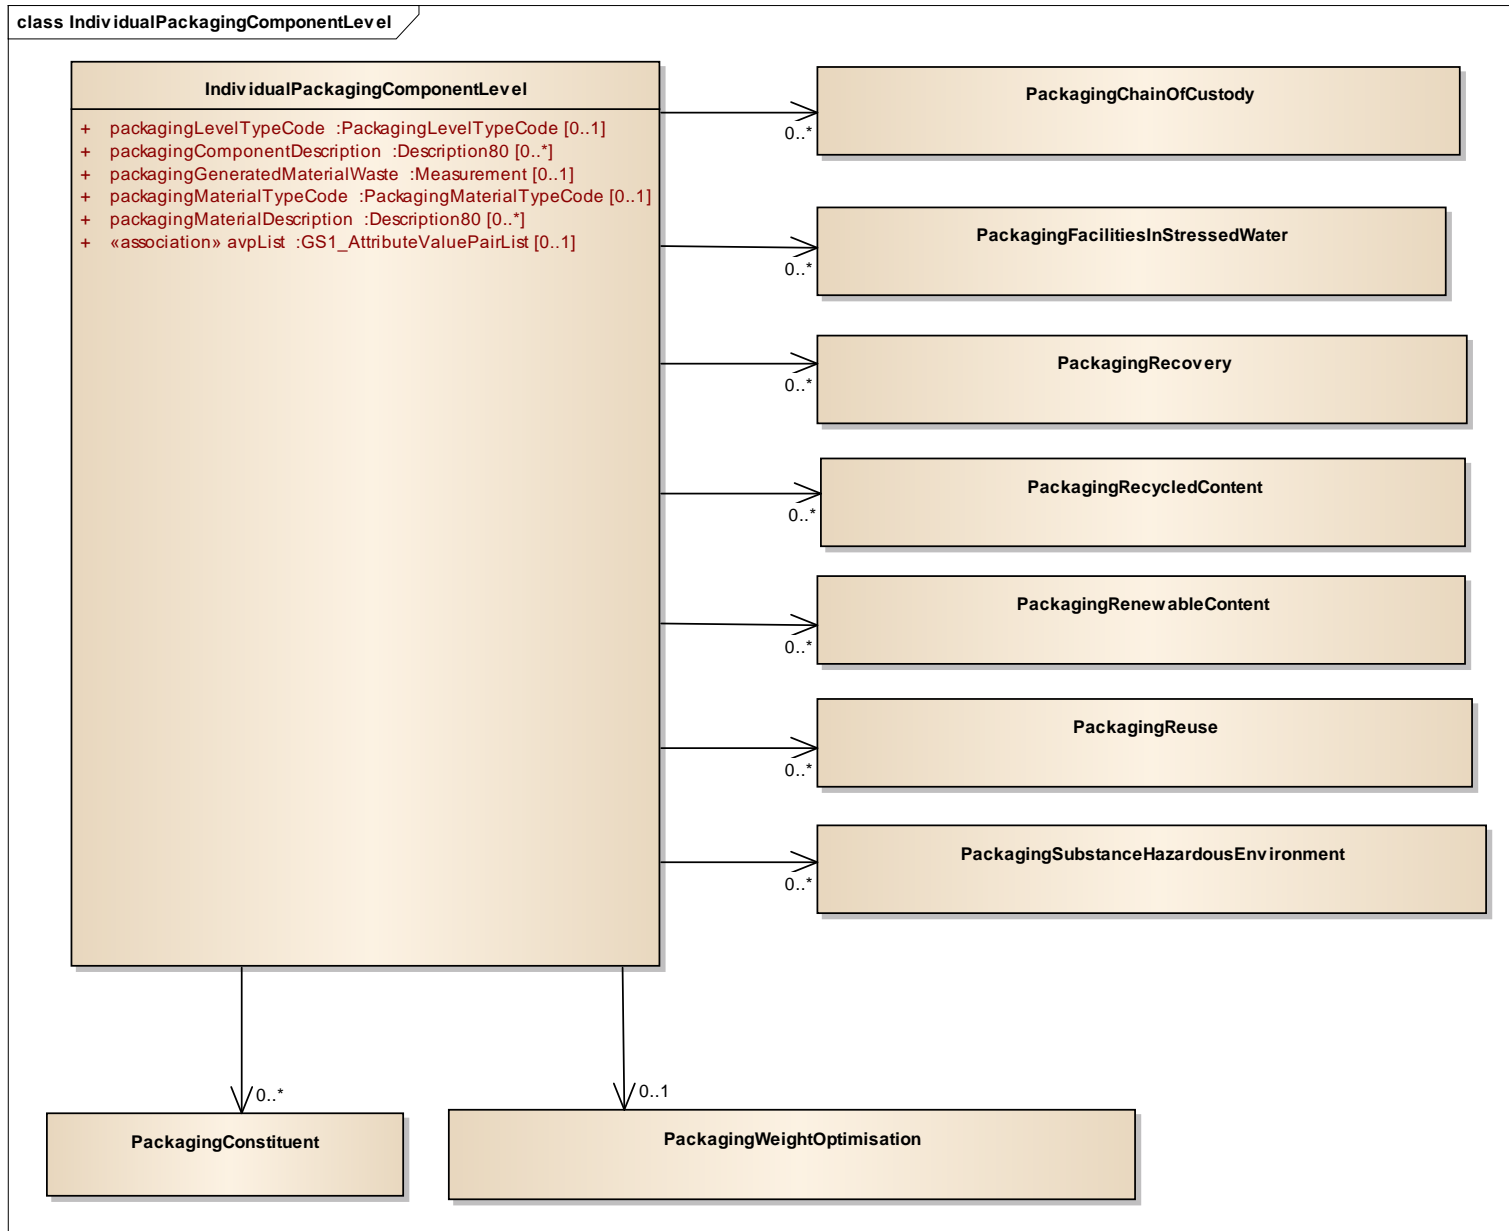 class IndividualPackagingComponentLevel
IndividualPackagingComponentLevel
+ packagingLevelTypeCode :PackagingLevelTypeCode [0..1]
+ packagingComponentDescription :Description80 [0..*]
+ packagingGeneratedMaterialWaste :Measurement [0..1]
+ packagingMaterialTypeCode :PackagingMaterialTypeCode [0..1]
+ packagingMaterialDescription :Description80 [0..*]
+ «association» avpList :GS1_AttributeValuePairList [0..1]
PackagingChainOfCustody
0..*
PackagingFacilitiesInStressedWater
0..*
PackagingRecovery
0..*
PackagingRecycledContent
0..*
PackagingRenewableContent
0..*
PackagingReuse
0..*
PackagingSubstanceHazardousEnvironment
0..*
0..*
0..1
PackagingConstituent
PackagingWeightOptimisation